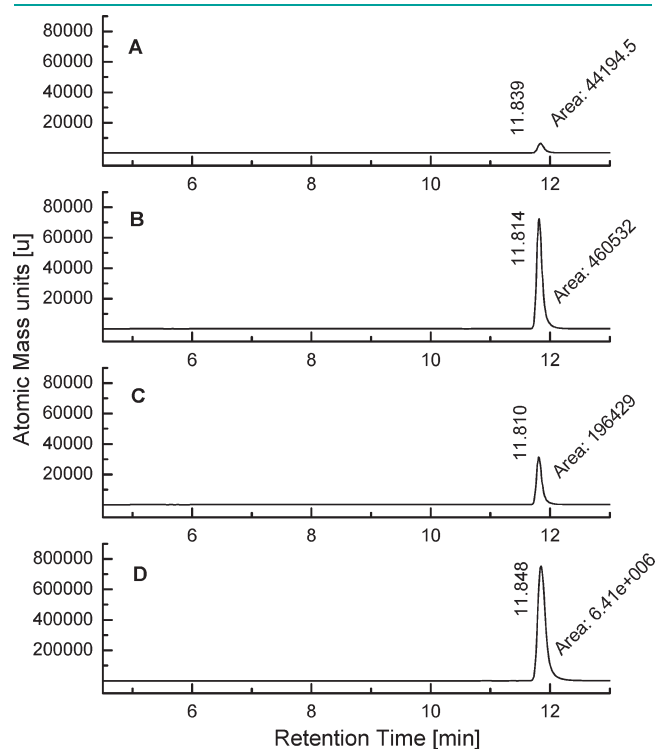 Atomic Mass units [u]
A
80000
60000
40000
20000
11.839
Area: 44194.5
6 8 10 12
B
80000
60000
40000
20000
11.814
Area: 460532
6 8 10 12
C
80000
60000
40000
20000
11.810
Area: 196429
6 8 10 12
D
800000
600000
400000
200000
11.848
Area: 6.41e+006
6 8 10 12
Retention Time [min]